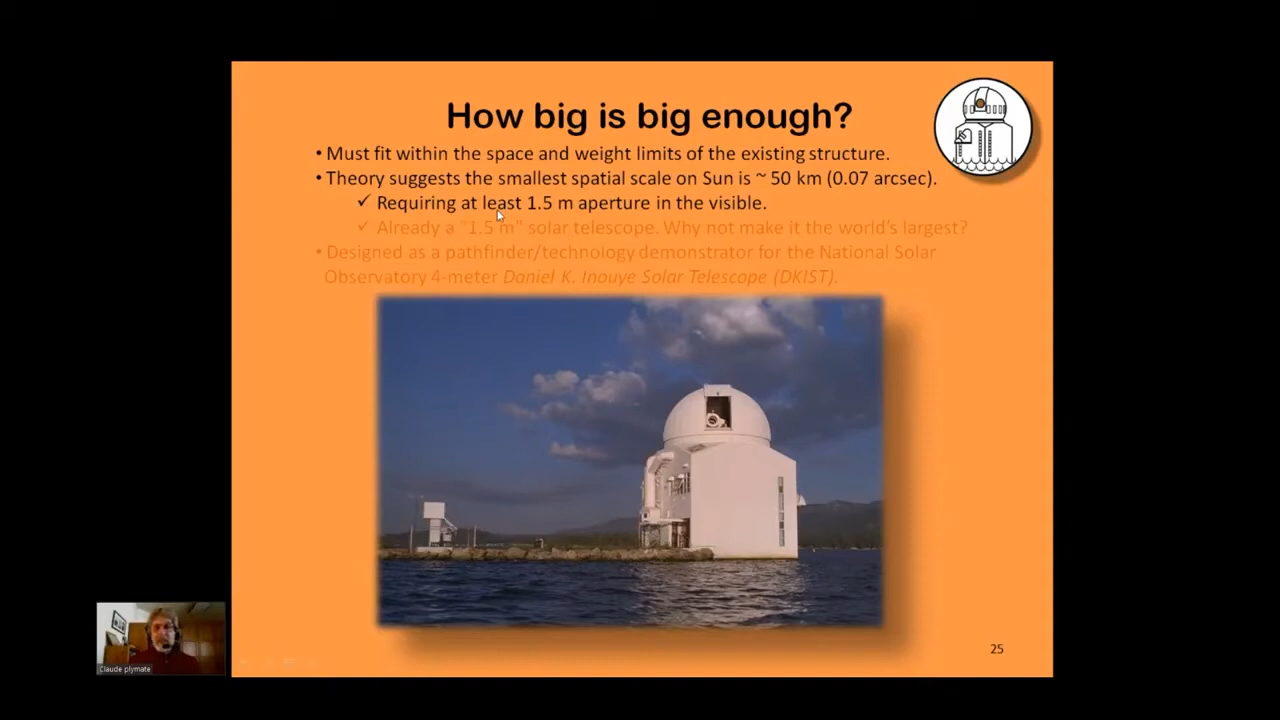 How big is big enough?
• Must fit within the space and weight limits of the existing structure.
• Theory suggests the smallest spatial scale on Sun is ~ 50 km (0.07 arcsec).
✓ Requiring at least 1.5 m aperture in the visible.
✓ Already a "1.5 m" solar telescope. Why not make it the world's largest?
• Designed as a pathfinder/technology demonstrator for the National Solar
Observatory 4-meter Daniel K. Inouye Solar Telescope (DKIST).
Claude plymate
25